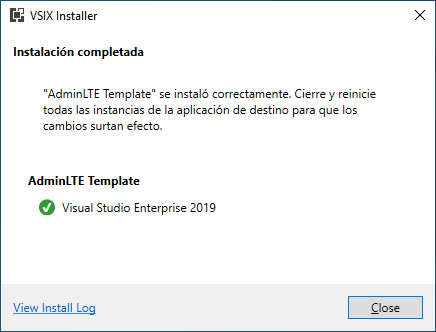 VSIX Installer
Instalación completada
"AdminLTE Template" se instaló correctamente. Cierre y reinicie
todas las instancias de la aplicación de destino para que los
cambios surtan efecto.
AdminLTE Template
Visual Studio Enterprise 2019
View Install Log
Close